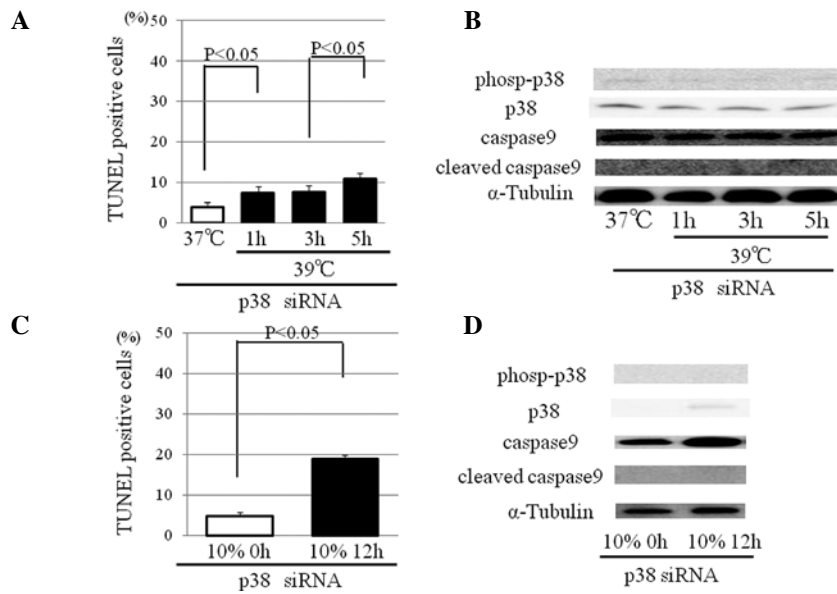 A
(%)
50
40
30
20
10
0
TUNEL positive cells
P<0.05
P<0.05
37℃ 1h 3h 5h
39℃
p38 siRNA
B
phosp-p38
p38
caspase9
cleaved caspase9
α-Tubulin
37℃ 1h 3h 5h
39℃
p38 siRNA
C
(%)
50
40
30
20
10
0
TUNEL positive cells
P<0.05
10% 0h 10% 12h
p38 siRNA
D
phosp-p38
p38
caspase9
cleaved caspase9
α-Tubulin
10% 0h 10% 12h
p38 siRNA